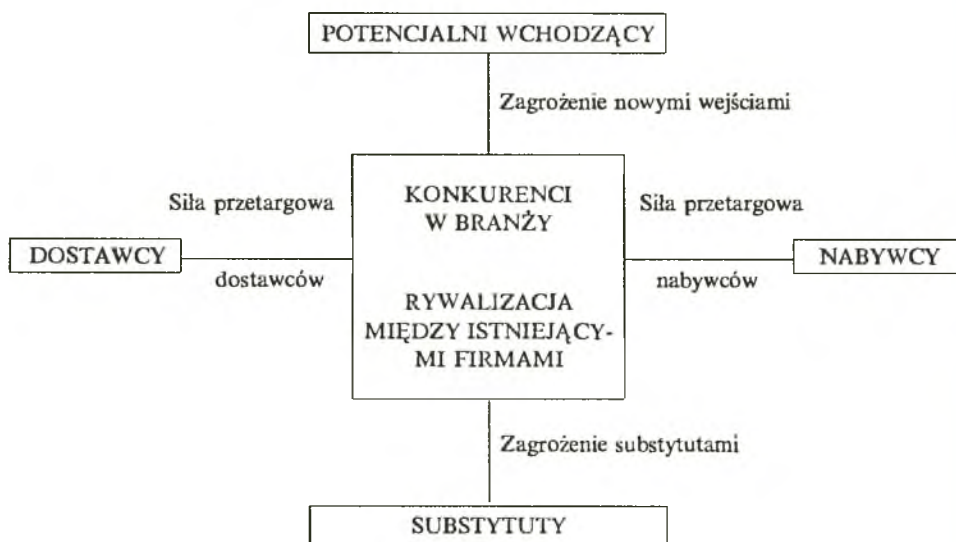 POTENCJALNI WCHODZĄCY
Zagrożenie nowymi wejściami
Siła przetargowa
DOSTAWCY
dostawców
KONKURENCI
W BRANŻY
RYWALIZACJA
MIĘDZY ISTNIEJĄCY-
MI FIRMAMI
Siła przetargowa
nabywców
NABYWCY
Zagrożenie substytutami
SUBSTYTUTY